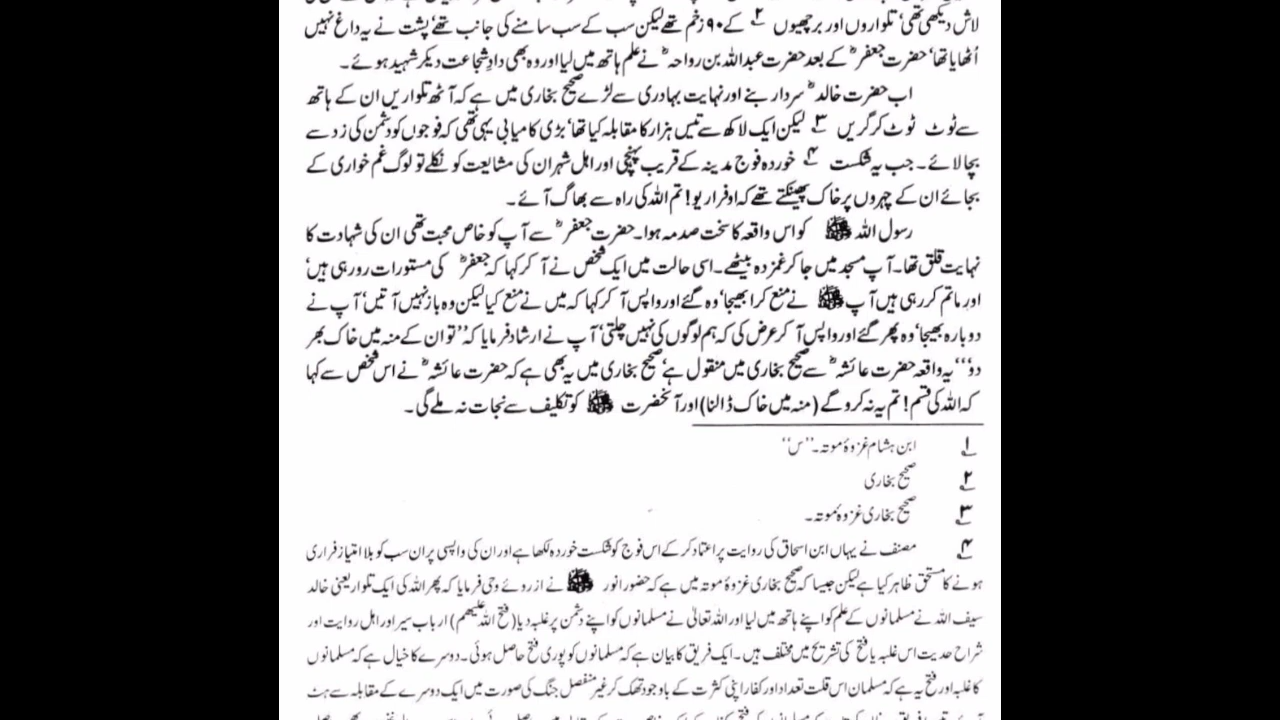 لاش دیکھی تھی، تلواروں اور برچھیوں ۲ کے ۹۰ زخم تھے لیکن سب کے سب سامنے کی جانب تھے، پشت نے یہ داغ نہیں
اُٹھایا تھا، حضرت جعفرؓ کے بعد حضرت عبداللہ بن رواحہؓ نے علم ہاتھ میں لیا اور وہ بھی دادِ شجاعت دیکر شہید ہوئے۔
اب حضرت خالدؓ سردار بنے اور نہایت بہادری سے لڑے صحیح بخاری میں ہے کہ آٹھ تلواریں ان کے ہاتھ
سے ٹوٹ ٹوٹ کر گریں ۳ لیکن ایک لاکھ سے تیس ہزار کا مقابلہ کیا تھا، بڑی کامیابی یہی تھی کہ فوجوں کو دشمن کی زد سے
بچا لائے۔ جب یہ شکست ۴ خوردہ فوج مدینہ کے قریب پہنچی اور اہل شہر ان کی مشایعت کو نکلے تو لوگ غم خواری کے
بجائے ان کے چہروں پر خاک پھینکتے تھے کہ او فراریو! تم اللہ کی راہ سے بھاگ آئے۔
رسول اللہ ﷺ کو اس واقعہ کا سخت صدمہ ہوا۔ حضرت جعفرؓ سے آپ کو خاص محبت تھی ان کی شہادت کا
نہایت قلق تھا۔ آپ مسجد میں جا کر غمزدہ بیٹھے۔ اسی حالت میں ایک شخص نے آ کر کہا کہ جعفرؓ کی مستورات رو رہی ہیں،
اور ماتم کر رہی ہیں آپ ﷺ نے منع کرا بھیجا، وہ گئے اور واپس آ کر کہا کہ میں نے منع کیا لیکن وہ باز نہیں آتیں، آپ نے
دوبارہ بھیجا، وہ پھر گئے اور واپس آ کر عرض کی کہ ہم لوگوں کی نہیں چلتی، آپ نے ارشاد فرمایا کہ ’’تو ان کے منہ میں خاک بھر
دو‘‘ یہ واقعہ حضرت عائشہؓ سے صحیح بخاری میں منقول ہے، صحیح بخاری میں یہ بھی ہے کہ حضرت عائشہؓ نے اس شخص سے کہا
کہ اللہ کی قسم! تم یہ نہ کرو گے (منہ میں خاک ڈالنا) اور آنحضرت ﷺ کو تکلیف سے نجات نہ ملے گی۔
۱ ابن ہشام غزوۂ موتہ۔ ’’س‘‘
۲ صحیح بخاری
۳ صحیح بخاری غزوۂ موتہ۔
۴ مصنف نے یہاں ابن اسحاق کی روایت پر اعتماد کر کے اس فوج کو شکست خوردہ لکھا ہے اور ان کی واپسی پر ان سب کو بلا امتیاز فراری
ہونے کا مستحق ظاہر کیا ہے لیکن جیسا کہ صحیح بخاری غزوۂ موتہ میں ہے کہ حضور انور ﷺ نے از روئے وحی فرمایا کہ پھر اللہ کی ایک تلوار یعنی خالد
سیف اللہ نے مسلمانوں کے علم کو اپنے ہاتھ میں لیا اور اللہ تعالیٰ نے مسلمانوں کو اپنے دشمن پر غلبہ دیا (فتح اللہ علیھم) ارباب سیر اور اہل روایت اور
شراح حدیث اس غلبہ یا فتح کی تشریح میں مختلف ہیں۔ ایک فریق کا بیان ہے کہ مسلمانوں کو پوری فتح حاصل ہوئی۔ دوسرے کا خیال ہے کہ مسلمانوں
کا غلبہ اور فتح یہ ہے کہ مسلمان اس قلت تعداد اور کفار اپنی کثرت کے باوجود تھک کر غیر منفصل جنگ کی صورت میں ایک دوسرے کے مقابلہ سے ہٹ